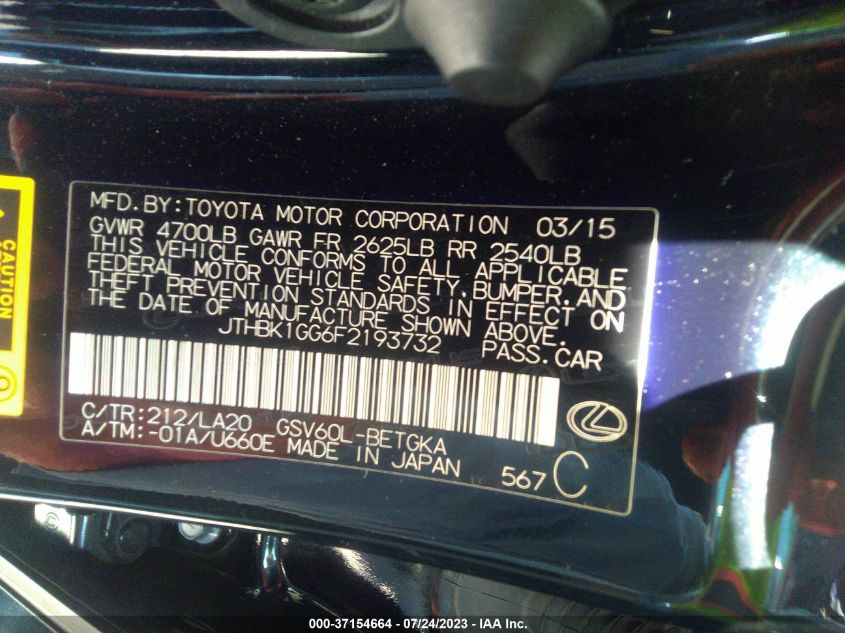 MFD.BY:TOYOTA MOTOR CORPORATION 03/15
GVWR 4700LB GAWR FR 2625LB RR 2540LB
THIS VEHICLE CONFORMS TO ALL APPLICABLE
FEDERAL MOTOR VEHICLE SAFETY,BUMPER,AND
THEFT PREVENTION STANDARDS IN EFFECT ON
THE DATE OF MANUFACTURE SHOWN ABOVE.
JTHBK1GG6F2193732 PASS.CAR
C/TR:212/LA20 GSV60L-BETGKA
A/TM:-01A/U660E MADE IN JAPAN 567 C
CAUTION
000-37154664 / 07/24/2023 - IAA Inc.